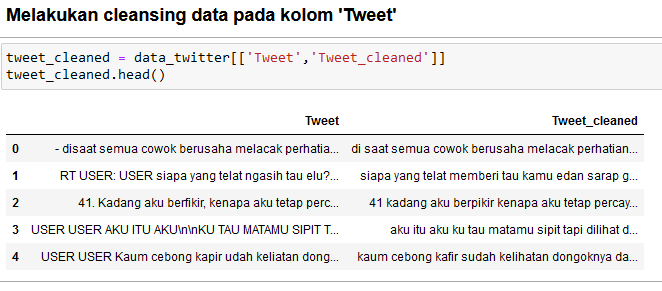 Melakukan cleansing data pada kolom 'Tweet'
tweet_cleaned = data_twitter[['Tweet','Tweet_cleaned']]
tweet_cleaned.head()
Tweet Tweet_cleaned
0 - disaat semua cowok berusaha melacak perhatia... di saat semua cowok berusaha melacak perhatian...
1 RT USER: USER siapa yang telat ngasih tau elu?... siapa yang telat memberi tau kamu edan sarap g...
2 41. Kadang aku berfikir, kenapa aku tetap perc... 41 kadang aku berpikir kenapa aku tetap percay...
3 USER USER AKU ITU AKU\n\nKU TAU MATAMU SIPIT T... aku itu aku ku tau matamu sipit tapi dilihat d...
4 USER USER Kaum cebong kapir udah keliatan dong... kaum cebong kafir sudah kelihatan dongoknya da...